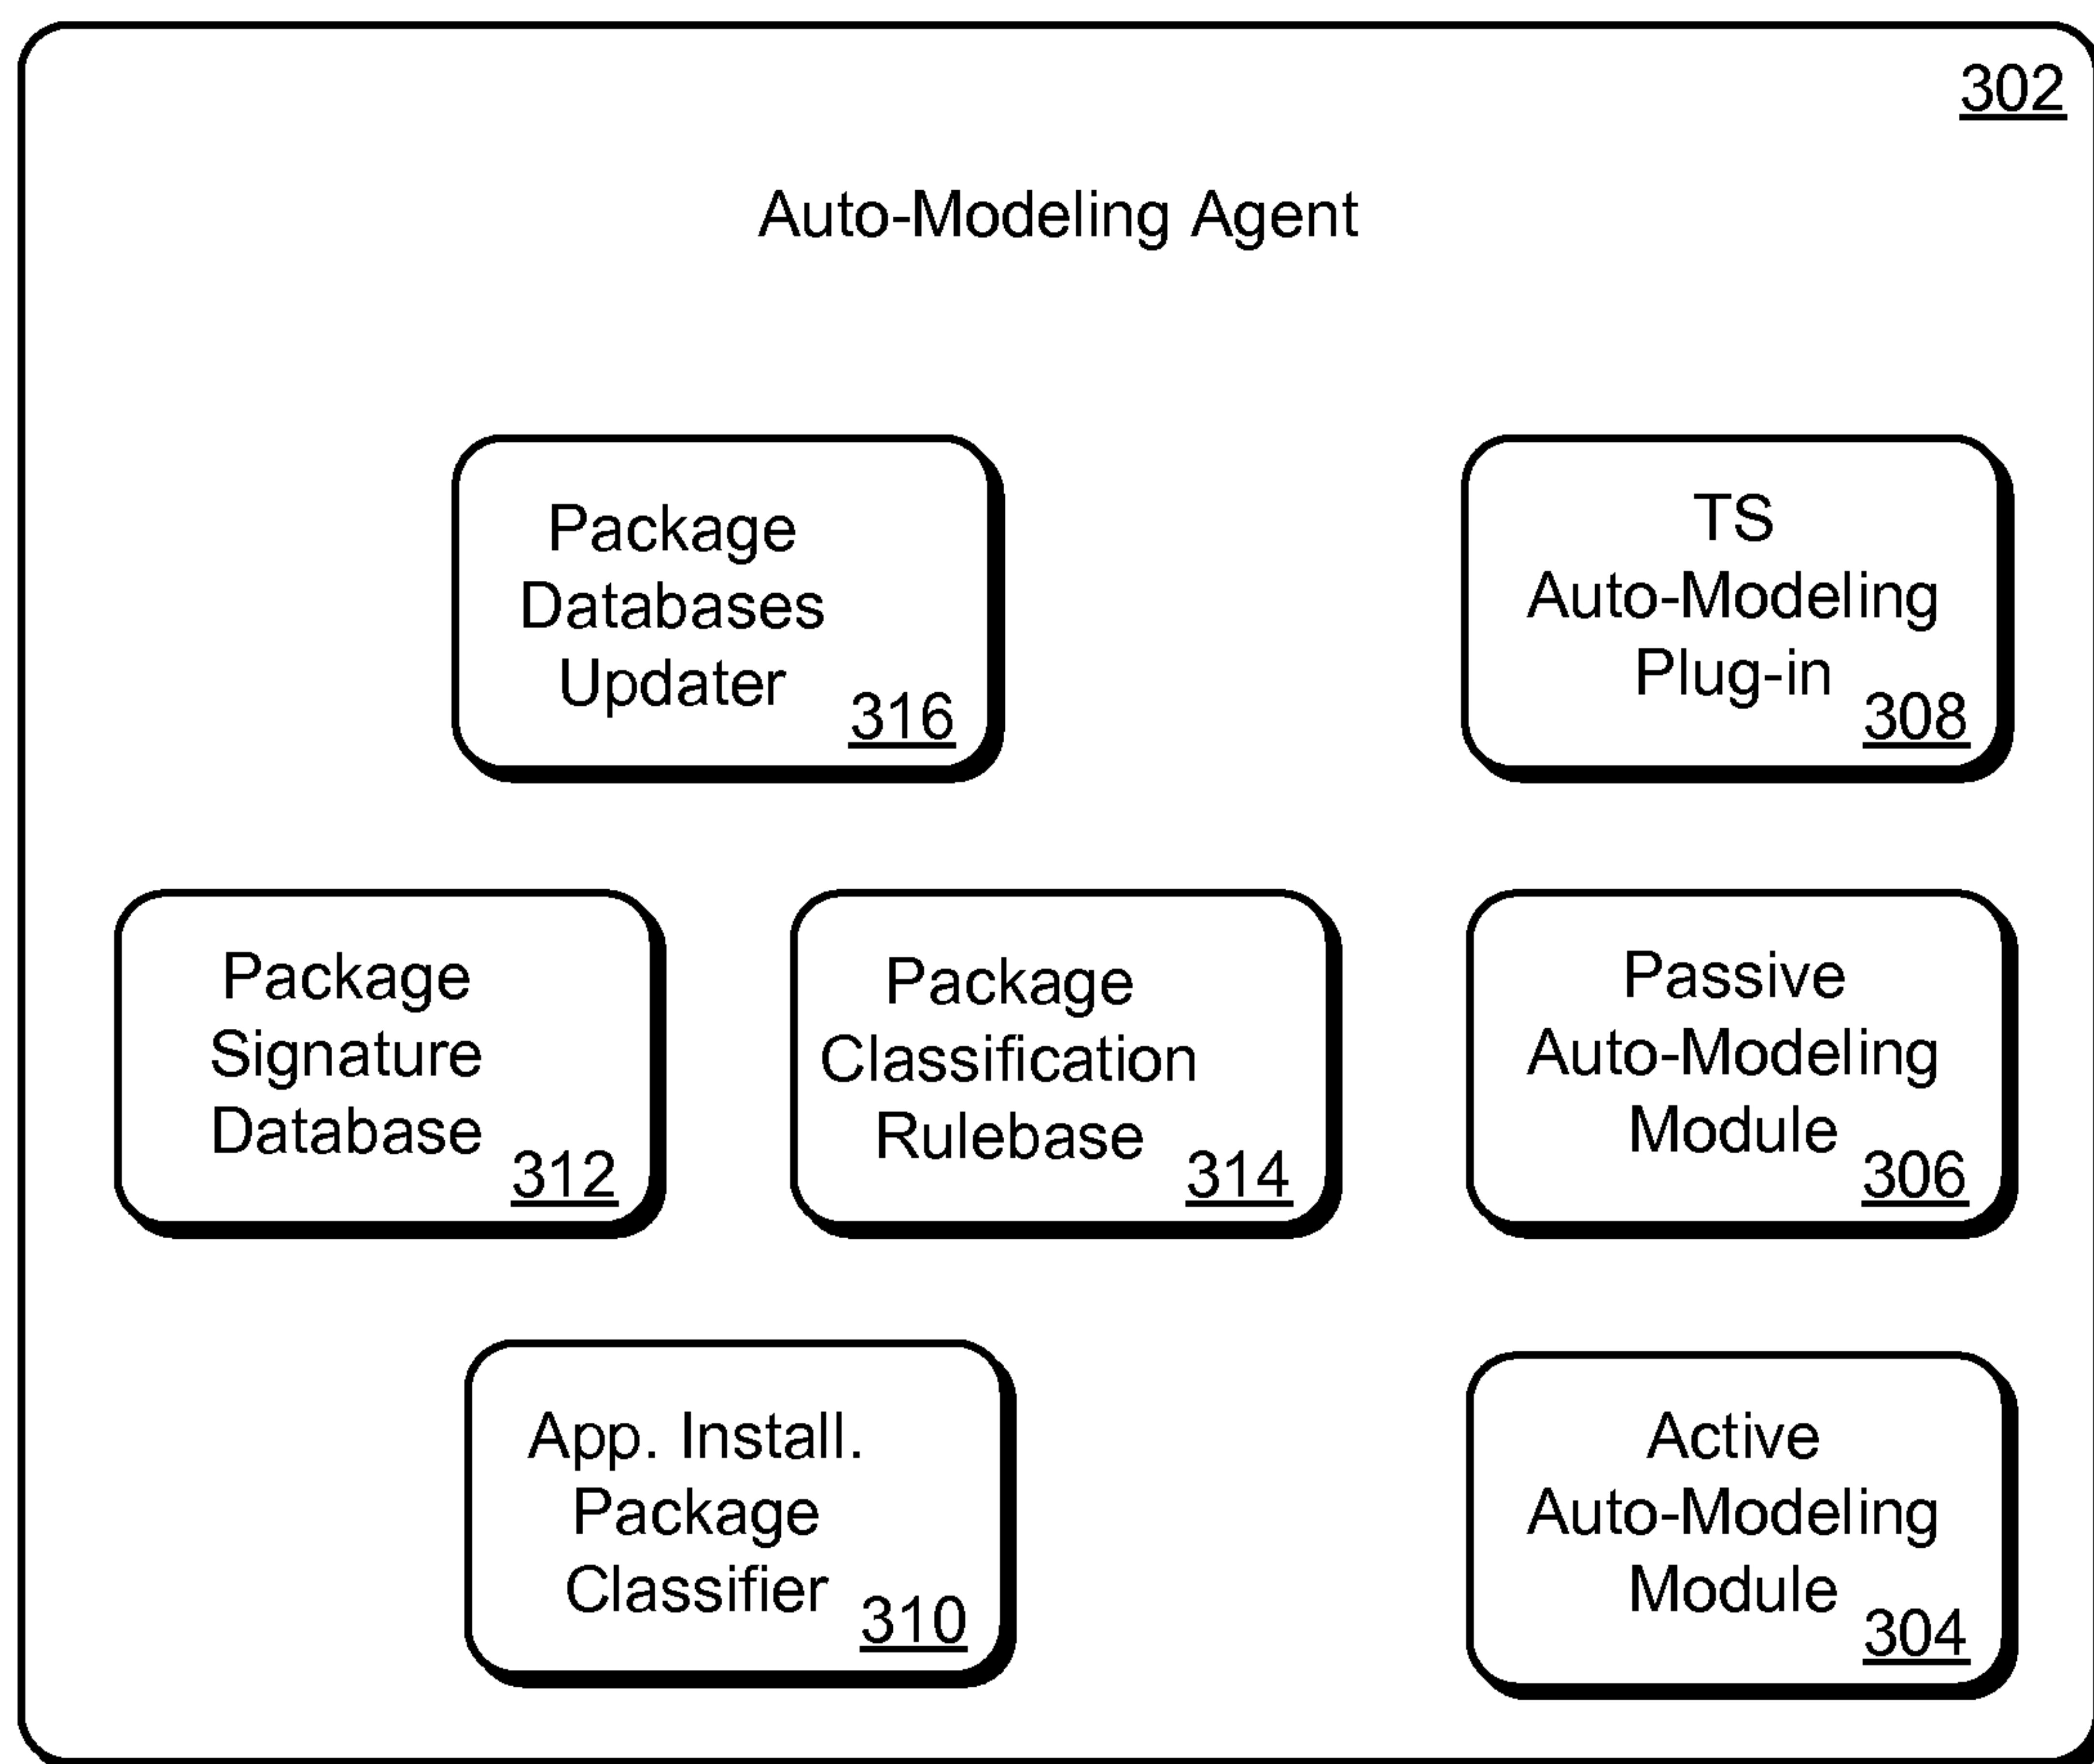 302
Auto-Modeling Agent
Package
Databases
Updater
316
TS
Auto-Modeling
Plug-in
308
Package
Signature
Database
312
Package
Classification
Rulebase
314
Passive
Auto-Modeling
Module
306
App. Install.
Package
Classifier
310
Active
Auto-Modeling
Module
304